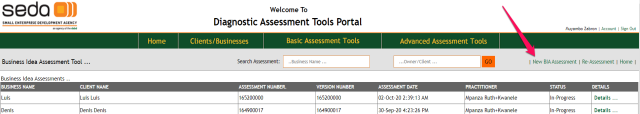 seda
SMALL ENTERPRISE DEVELOPMENT AGENCY
Welcome To
Diagnostic Assessment Tools Portal
| Account | Sign Out
Home Clients/Businesses Basic Assessment Tools Advanced Assessment Tools
Business Idea Assessment Tool ... Search Assessment: ...Business Name ... ...Owner/Client ... GO | New BIA Assessment | Re-Assessment | Home |
Business Idea Assessments ...
BUSINESS NAME CLIENT NAME ASSESSMENT NUMBER. VERSION NUMBER ASSESSMENT DATE PRACTITIONER STATUS DETAILS
Luis Luis Luis 165200000 165200000 02-Oct-20 2:39:13 AM Mpanza Ruth+Kwanele In-Progress Details ...
Denis Denis Denis 164900017 164900017 30-Sep-20 4:23:26 PM Mpanza Ruth+Kwanele In-Progress Details ...